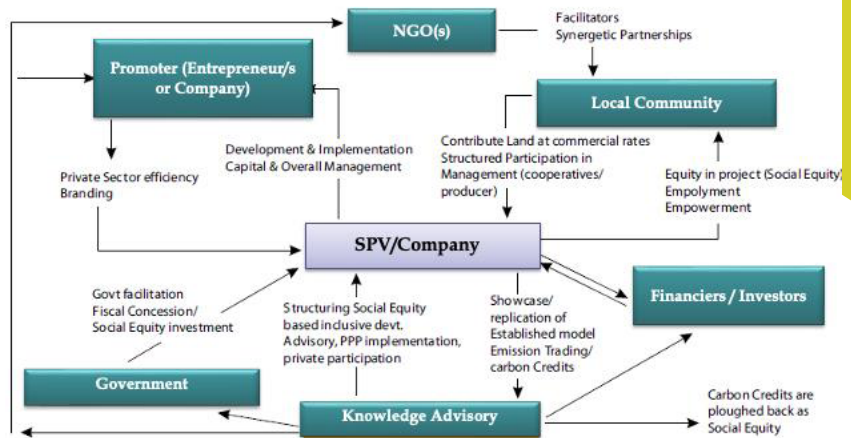 NGO(s)
Facilitators
Synergetic Partnerships
Promoter (Entrepreneur/s
or Company)
Local Community
Development & Implementation
Capital & Overall Management
Contribute Land at commercial rates
Structured Participation in
Management (cooperatives/
producer)
Private Sector efficiency
Branding
Equity in project (Social Equity)
Empolyment
Empowerment
SPV/Company
Govt facilitation
Fiscal Concession/
Social Equity investment
Structuring Social Equity
based inclusive devt.
Advisory, PPP implementation,
private participation
Showcase/
replication of
Established model
Emission Trading/
carbon Credits
Financiers / Investors
Government
Knowledge Advisory
Carbon Credits are
ploughed back as
Social Equity